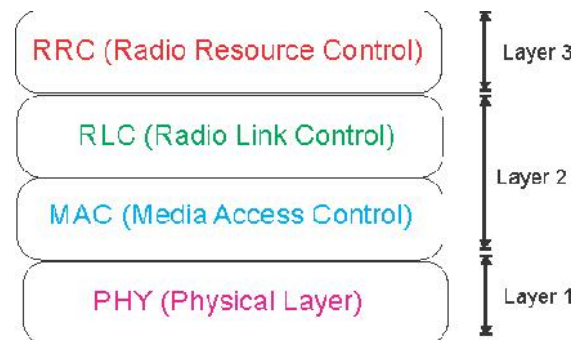 RRC (Radio Resource Control)
Layer 3
RLC (Radio Link Control)
Layer 2
MAC (Media Access Control)
PHY (Physical Layer)
Layer 1